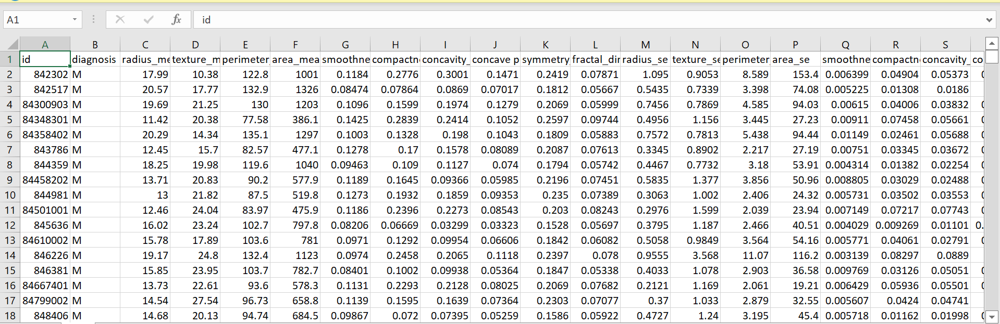 A1 fx id
A B C D E F G H I J K L M N O P Q R S
1 id diagnosis radius_me texture_m perimeter_ area_mea smoothne compactn concavity_ concave p symmetry_ fractal_dir radius_se texture_se perimeter_ area_se smoothne compactn concavity_ co
2 842302 M 17.99 10.38 122.8 1001 0.1184 0.2776 0.3001 0.1471 0.2419 0.07871 1.095 0.9053 8.589 153.4 0.006399 0.04904 0.05373
3 842517 M 20.57 17.77 132.9 1326 0.08474 0.07864 0.0869 0.07017 0.1812 0.05667 0.5435 0.7339 3.398 74.08 0.005225 0.01308 0.0186
4 84300903 M 19.69 21.25 130 1203 0.1096 0.1599 0.1974 0.1279 0.2069 0.05999 0.7456 0.7869 4.585 94.03 0.00615 0.04006 0.03832
5 84348301 M 11.42 20.38 77.58 386.1 0.1425 0.2839 0.2414 0.1052 0.2597 0.09744 0.4956 1.156 3.445 27.23 0.00911 0.07458 0.05661
6 84358402 M 20.29 14.34 135.1 1297 0.1003 0.1328 0.198 0.1043 0.1809 0.05883 0.7572 0.7813 5.438 94.44 0.01149 0.02461 0.05688
7 843786 M 12.45 15.7 82.57 477.1 0.1278 0.17 0.1578 0.08089 0.2087 0.07613 0.3345 0.8902 2.217 27.19 0.00751 0.03345 0.03672
8 844359 M 18.25 19.98 119.6 1040 0.09463 0.109 0.1127 0.074 0.1794 0.05742 0.4467 0.7732 3.18 53.91 0.004314 0.01382 0.02254
9 84458202 M 13.71 20.83 90.2 577.9 0.1189 0.1645 0.09366 0.05985 0.2196 0.07451 0.5835 1.377 3.856 50.96 0.008805 0.03029 0.02488
10 844981 M 13 21.82 87.5 519.8 0.1273 0.1932 0.1859 0.09353 0.235 0.07389 0.3063 1.002 2.406 24.32 0.005731 0.03502 0.03553
11 84501001 M 12.46 24.04 83.97 475.9 0.1186 0.2396 0.2273 0.08543 0.203 0.08243 0.2976 1.599 2.039 23.94 0.007149 0.07217 0.07743
12 845636 M 16.02 23.24 102.7 797.8 0.08206 0.06669 0.03299 0.03323 0.1528 0.05697 0.3795 1.187 2.466 40.51 0.004029 0.009269 0.01101 0.
13 84610002 M 15.78 17.89 103.6 781 0.0971 0.1292 0.09954 0.06606 0.1842 0.06082 0.5058 0.9849 3.564 54.16 0.005771 0.04061 0.02791
14 846226 M 19.17 24.8 132.4 1123 0.0974 0.2458 0.2065 0.1118 0.2397 0.078 0.9555 3.568 11.07 116.2 0.003139 0.08297 0.0889
15 846381 M 15.85 23.95 103.7 782.7 0.08401 0.1002 0.09938 0.05364 0.1847 0.05338 0.4033 1.078 2.903 36.58 0.009769 0.03126 0.05051
16 84667401 M 13.73 22.61 93.6 578.3 0.1131 0.2293 0.2128 0.08025 0.2069 0.07682 0.2121 1.169 2.061 19.21 0.006429 0.05936 0.05501
17 84799002 M 14.54 27.54 96.73 658.8 0.1139 0.1595 0.1639 0.07364 0.2303 0.07077 0.37 1.033 2.879 32.55 0.005607 0.0424 0.04741
18 848406 M 14.68 20.13 94.74 684.5 0.09867 0.072 0.07395 0.05259 0.1586 0.05922 0.4727 1.24 3.195 45.4 0.005718 0.01162 0.01998